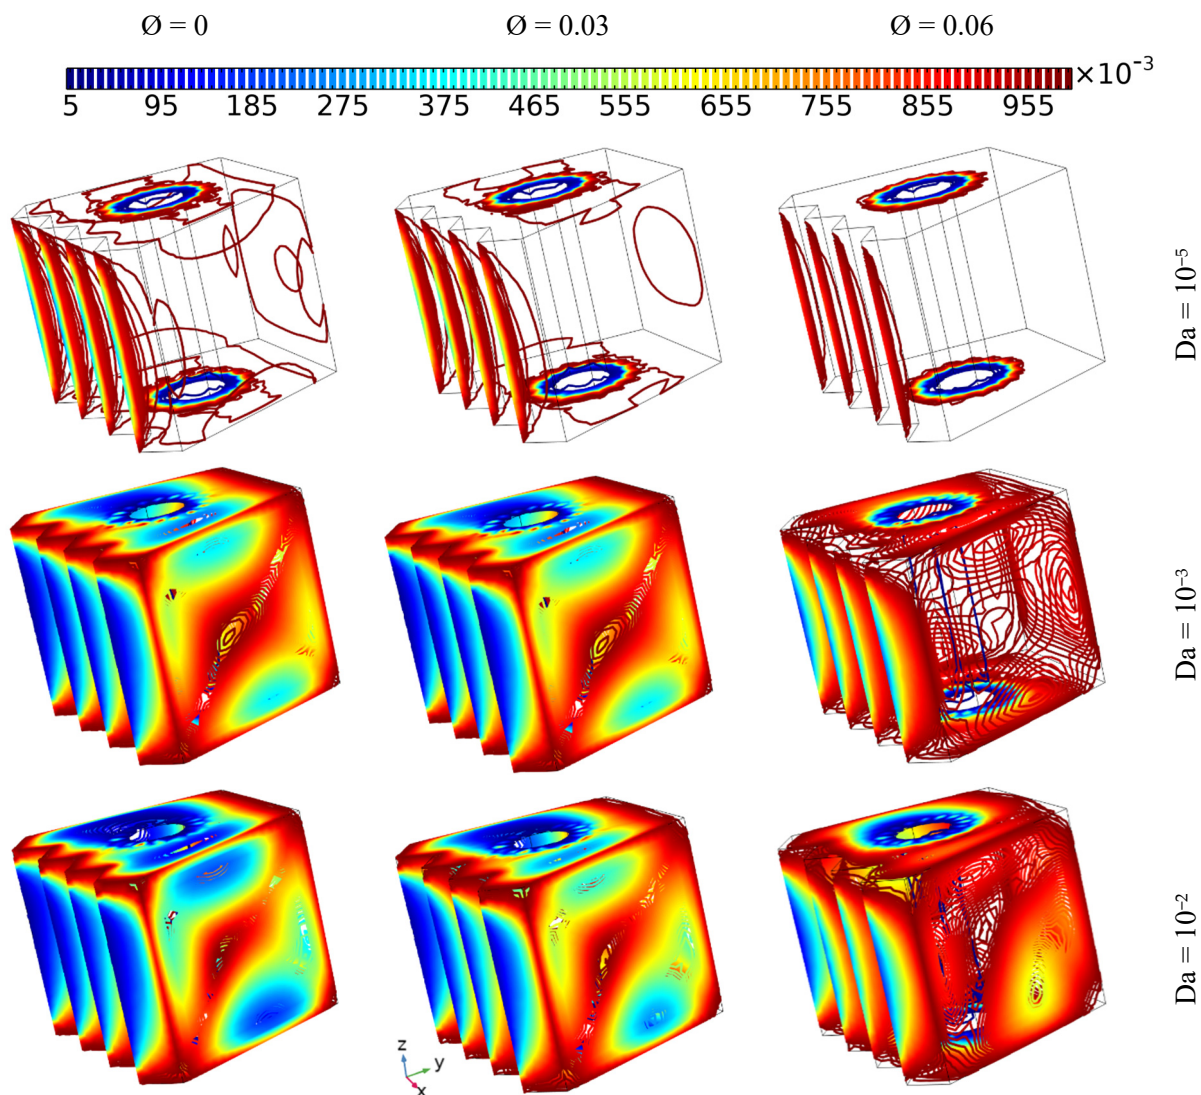 Ø = 0 Ø = 0.03 Ø = 0.06
×10⁻³
5 95 185 275 375 465 555 655 755 855 955
Da = 10⁻⁵
Da = 10⁻³
Da = 10⁻²
z
y
x